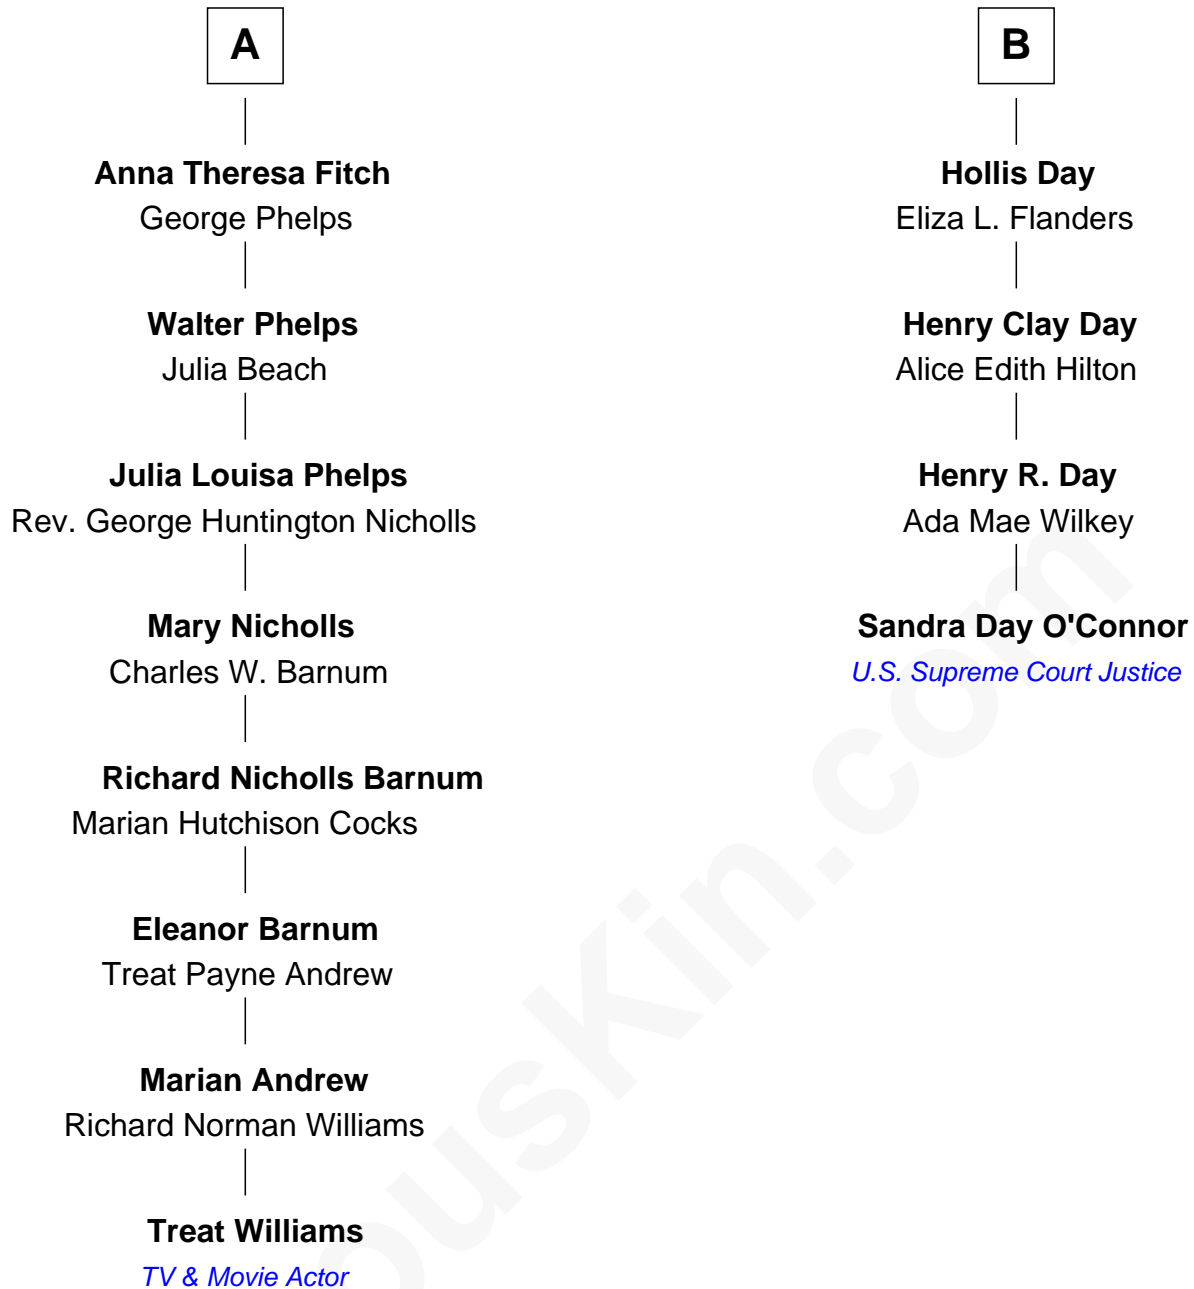 A
Anna Theresa Fitch
George Phelps
Walter Phelps
Julia Beach
Julia Louisa Phelps
Rev. George Huntington Nicholls
Mary Nicholls
Charles W. Barnum
Richard Nicholls Barnum
Marian Hutchison Cocks
Eleanor Barnum
Treat Payne Andrew
Marian Andrew
Richard Norman Williams
Treat Williams
TV & Movie Actor
B
Hollis Day
Eliza L. Flanders
Henry Clay Day
Alice Edith Hilton
Henry R. Day
Ada Mae Wilkey
Sandra Day O'Connor
U.S. Supreme Court Justice
ousKin.com